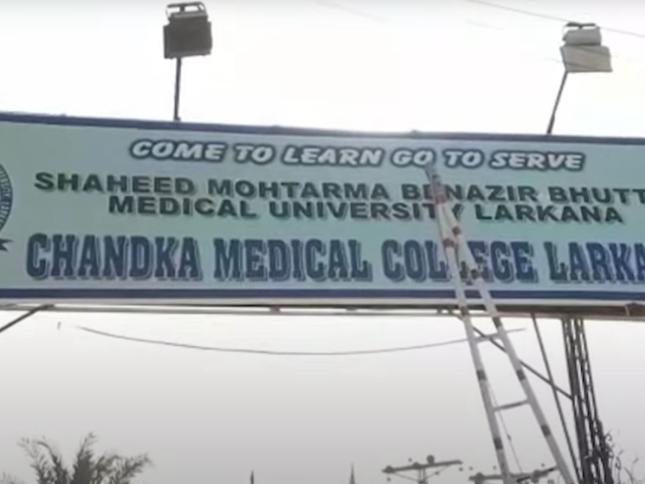 COME TO LEARN GO TO SERVE
SHAHEED MOHTARMA BENAZIR BHUTT
MEDICAL UNIVERSITY LARKANA
CHANDKA MEDICAL COLLEGE LARKA